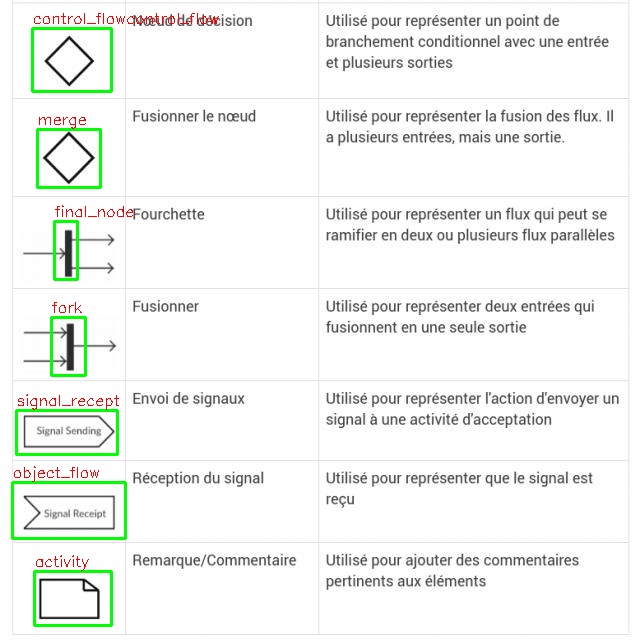 control_flowcontrol_flow
Nœud de décision
Utilisé pour représenter un point de
branchement conditionnel avec une entrée
et plusieurs sorties
merge
Fusionner le nœud
Utilisé pour représenter la fusion des flux. Il
a plusieurs entrées, mais une sortie.
final_node
Fourchette
Utilisé pour représenter un flux qui peut se
ramifier en deux ou plusieurs flux parallèles
fork
Fusionner
Utilisé pour représenter deux entrées qui
fusionnent en une seule sortie
signal_recept
Signal Sending
Envoi de signaux
Utilisé pour représenter l'action d'envoyer un
signal à une activité d'acceptation
object_flow
Signal Receipt
Réception du signal
Utilisé pour représenter que le signal est
reçu
activity
Remarque/Commentaire
Utilisé pour ajouter des commentaires
pertinents aux éléments